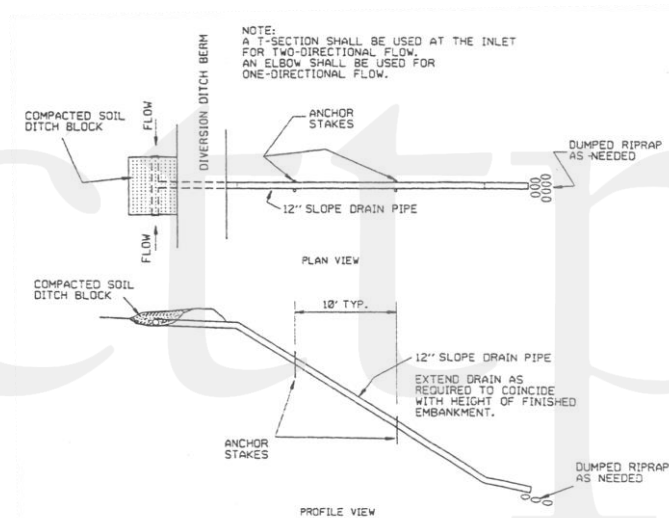 NOTE:
A T-SECTION SHALL BE USED AT THE INLET
FOR TWO-DIRECTIONAL FLOW.
AN ELBOW SHALL BE USED FOR
ONE-DIRECTIONAL FLOW.
DIVERSION DITCH BERM
COMPACTED SOIL
DITCH BLOCK
FLOW
ANCHOR
STAKES
DUMPED RIPRAP
AS NEEDED
12" SLOPE DRAIN PIPE
FLOW
PLAN VIEW
COMPACTED SOIL
DITCH BLOCK
10' TYP.
12" SLOPE DRAIN PIPE
EXTEND DRAIN AS
REQUIRED TO COINCIDE
WITH HEIGHT OF FINISHED
EMBANKMENT.
ANCHOR
STAKES
DUMPED RIPRAP
AS NEEDED
PROFILE VIEW
cttp